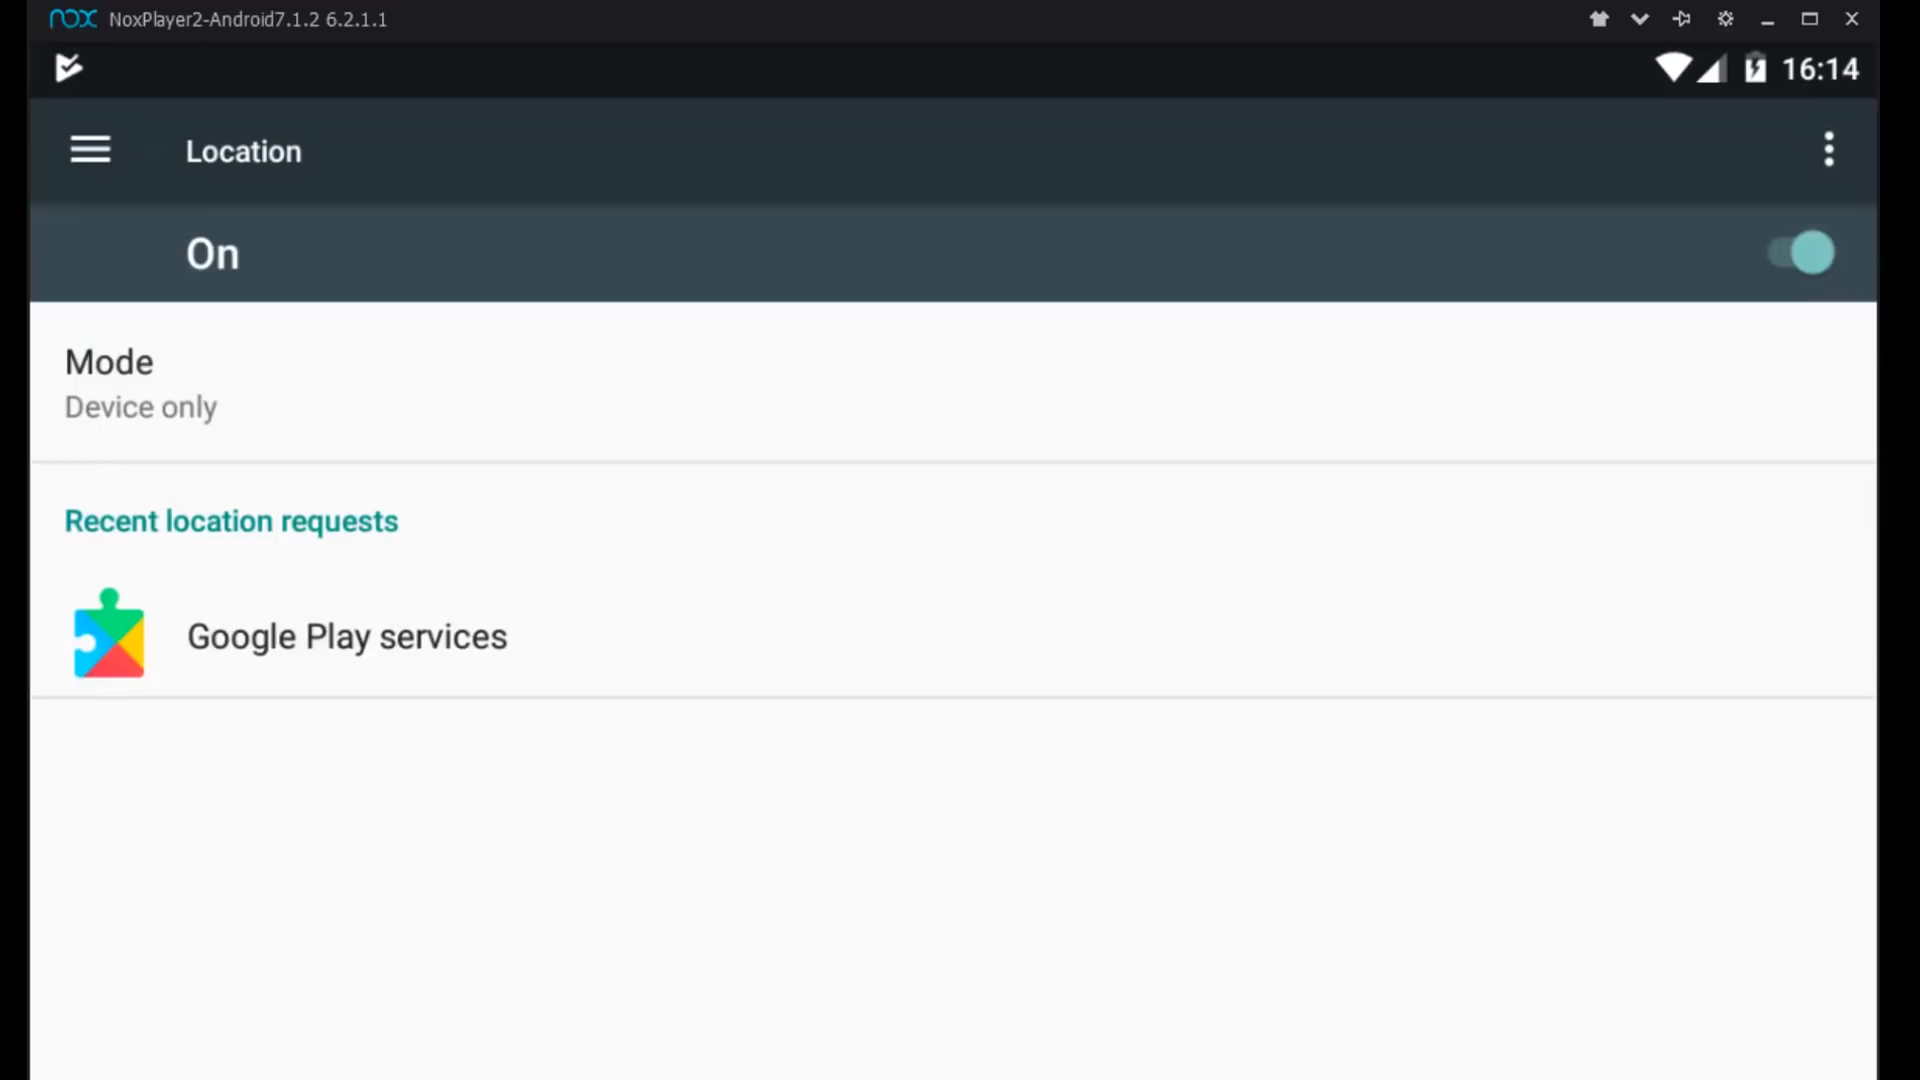 nox NoxPlayer2-Android7.1.2 6.2.1.1
16:14
Location
On
Mode
Device only
Recent location requests
Google Play services